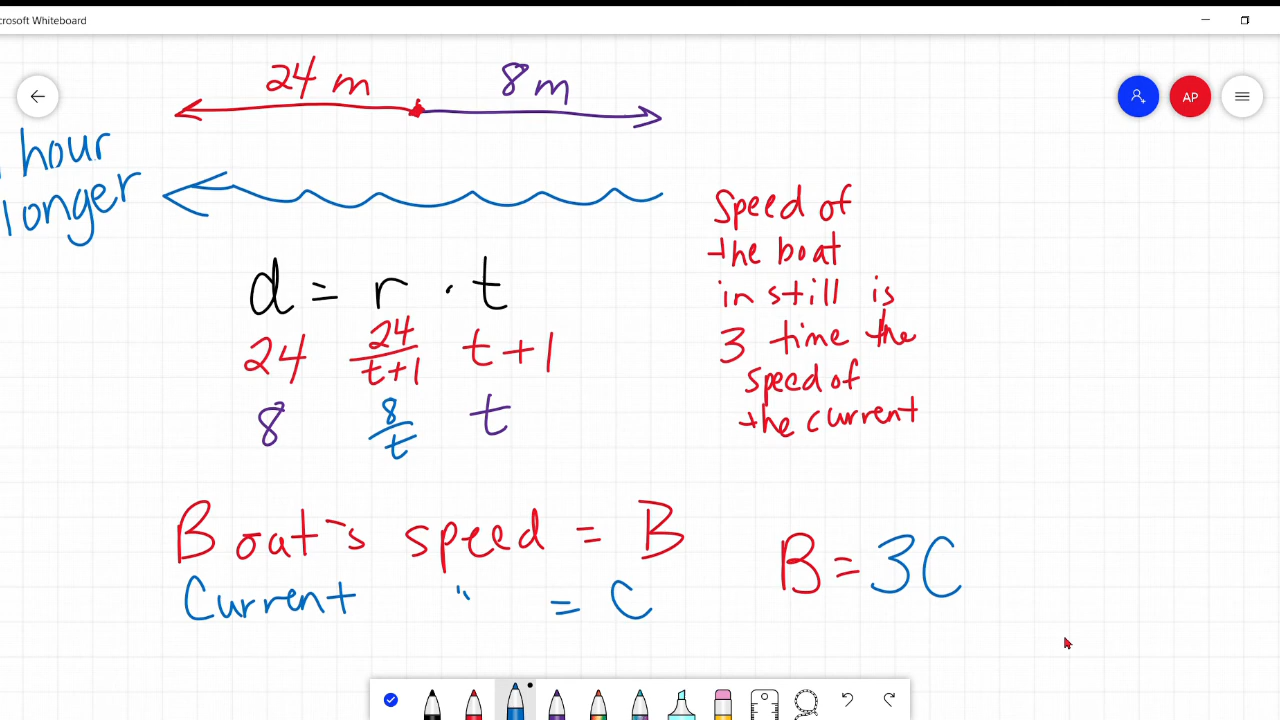 crosoft Whiteboard
24 m
8 m
AP
hour
longer
Speed of
the boat
in still is
3 time the
speed of
the current
d = r · t
24 24/t+1 t+1
8 8/t t
Boat's speed = B
Current " = C
B = 3C